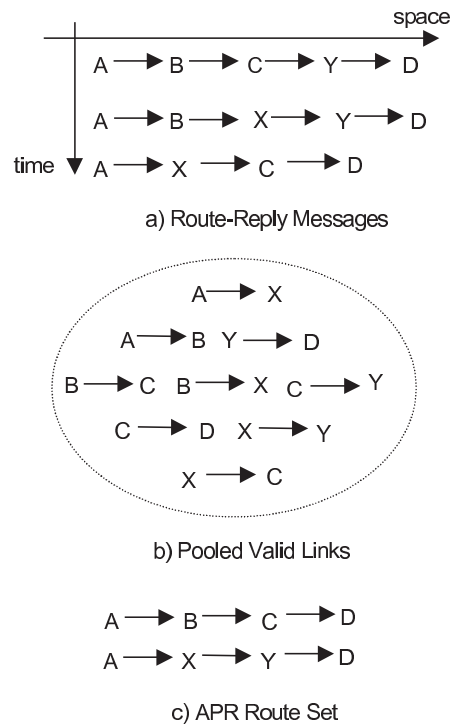 space
A → B → C → Y → D
A → B → X → Y → D
time
A → X → C → D
a) Route-Reply Messages
A → X
A → B Y → D
B → C B → X C → Y
C → D X → Y
X → C
b) Pooled Valid Links
A → B → C → D
A → X → Y → D
c) APR Route Set